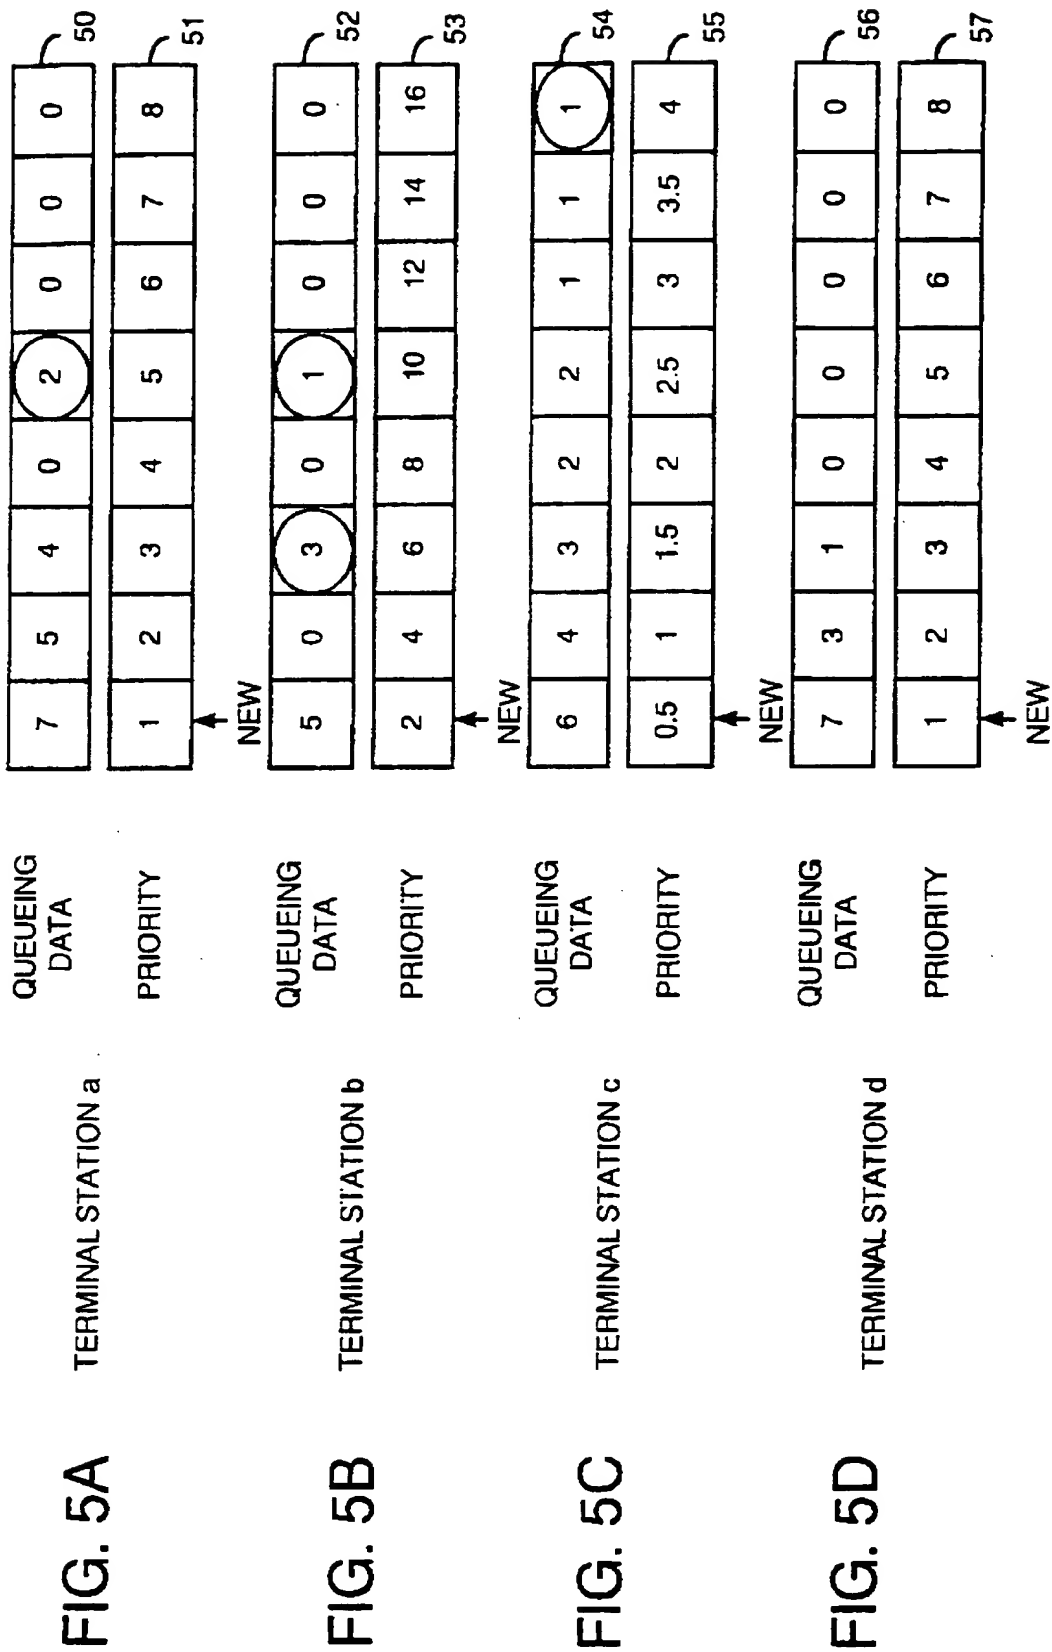 FIG. 5A
TERMINAL STATION a
QUEUEING
DATA
7 5 4 0 2 0 0 0
50
PRIORITY
1 2 3 4 5 6 7 8
51
NEW
FIG. 5B
TERMINAL STATION b
QUEUEING
DATA
5 0 3 0 1 0 0 0
52
PRIORITY
2 4 6 8 10 12 14 16
53
NEW
FIG. 5C
TERMINAL STATION c
QUEUEING
DATA
6 4 3 2 2 1 1 1
54
PRIORITY
0.5 1 1.5 2 2.5 3 3.5 4
55
NEW
FIG. 5D
TERMINAL STATION d
QUEUEING
DATA
7 3 1 0 0 0 0 0
56
PRIORITY
1 2 3 4 5 6 7 8
57
NEW